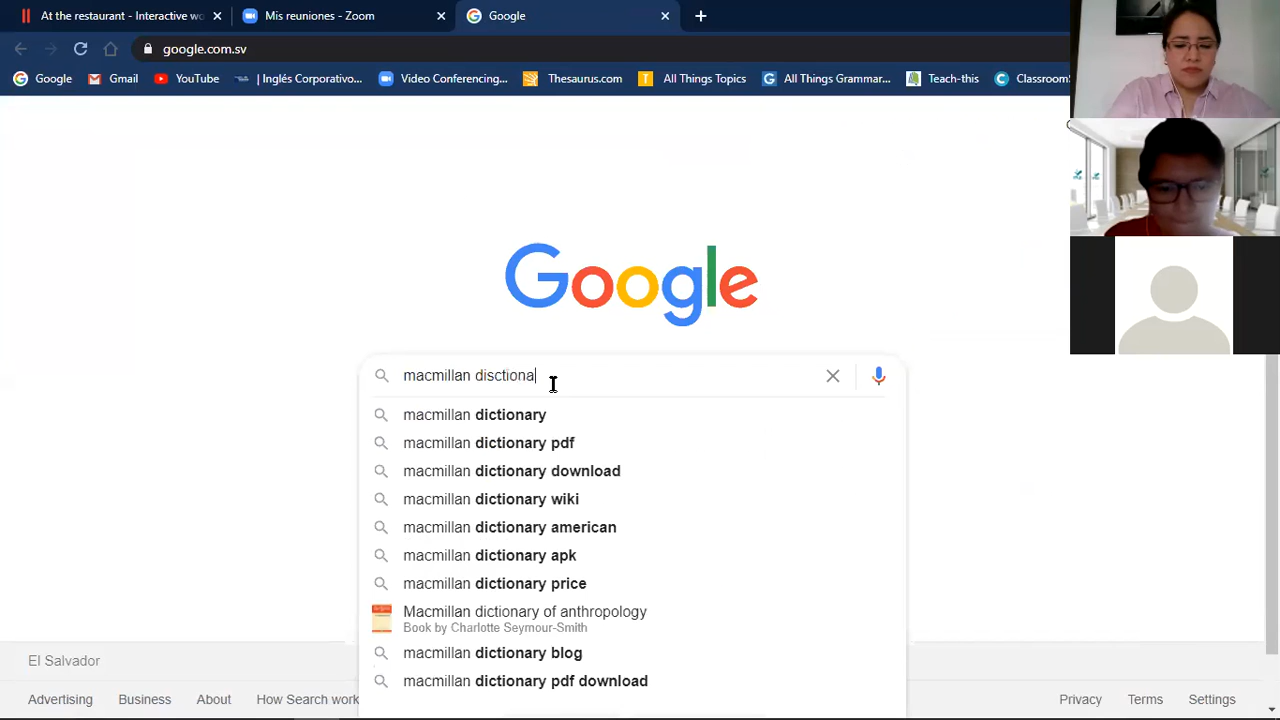 At the restaurant - Interactive wo
Mis reuniones - Zoom
Google
google.com.sv
Google
Gmail
YouTube
| Inglés Corporativo...
Video Conferencing...
Thesaurus.com
All Things Topics
All Things Grammar...
Teach-this
Classroom
Google
macmillan disctiona
macmillan dictionary
macmillan dictionary pdf
macmillan dictionary download
macmillan dictionary wiki
macmillan dictionary american
macmillan dictionary apk
macmillan dictionary price
Macmillan dictionary of anthropology
Book by Charlotte Seymour-Smith
macmillan dictionary blog
macmillan dictionary pdf download
El Salvador
Advertising
Business
About
How Search work
Privacy
Terms
Settings